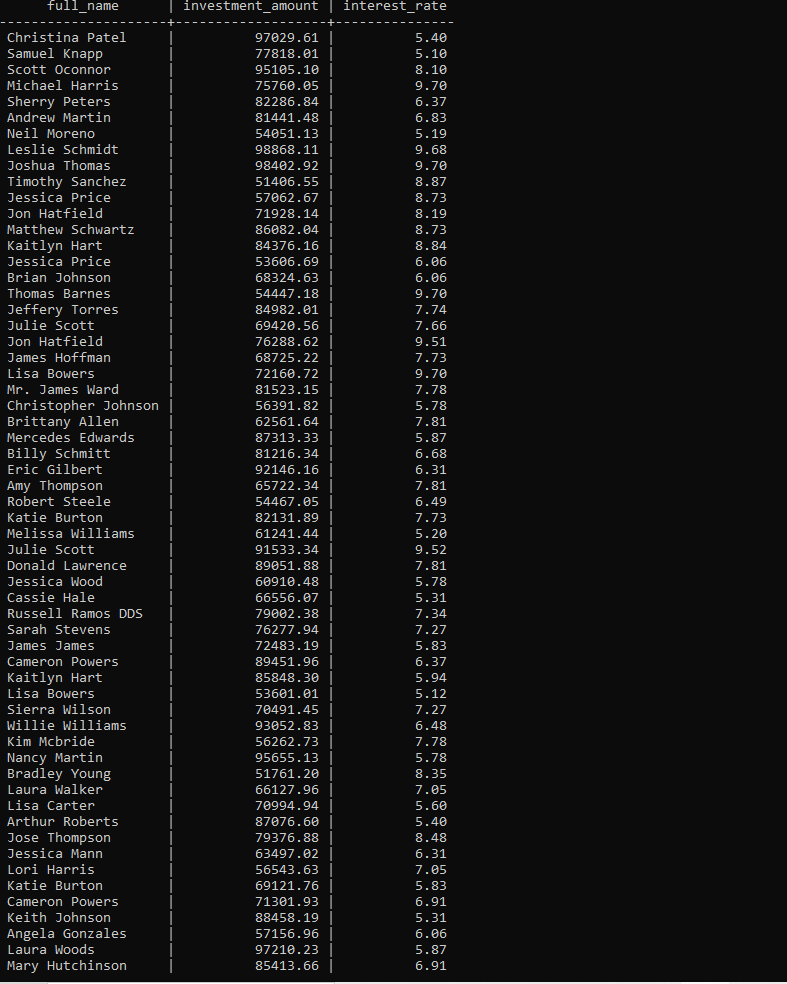 full_name | investment_amount | interest_rate
---------------------+-------------------+---------------
Christina Patel | 97029.61 | 5.40
Samuel Knapp | 77818.01 | 5.10
Scott Oconnor | 95105.10 | 8.10
Michael Harris | 75760.05 | 9.70
Sherry Peters | 82286.84 | 6.37
Andrew Martin | 81441.48 | 6.83
Neil Moreno | 54051.13 | 5.19
Leslie Schmidt | 98868.11 | 9.68
Joshua Thomas | 98402.92 | 9.70
Timothy Sanchez | 51406.55 | 8.87
Jessica Price | 57062.67 | 8.73
Jon Hatfield | 71928.14 | 8.19
Matthew Schwartz | 86082.04 | 8.73
Kaitlyn Hart | 84376.16 | 8.84
Jessica Price | 53606.69 | 6.06
Brian Johnson | 68324.63 | 6.06
Thomas Barnes | 54447.18 | 9.70
Jeffery Torres | 84982.01 | 7.74
Julie Scott | 69420.56 | 7.66
Jon Hatfield | 76288.62 | 9.51
James Hoffman | 68725.22 | 7.73
Lisa Bowers | 72160.72 | 9.70
Mr. James Ward | 81523.15 | 7.78
Christopher Johnson | 56391.82 | 5.78
Brittany Allen | 62561.64 | 7.81
Mercedes Edwards | 87313.33 | 5.87
Billy Schmitt | 81216.34 | 6.68
Eric Gilbert | 92146.16 | 6.31
Amy Thompson | 65722.34 | 7.81
Robert Steele | 54467.05 | 6.49
Katie Burton | 82131.89 | 7.73
Melissa Williams | 61241.44 | 5.20
Julie Scott | 91533.34 | 9.52
Donald Lawrence | 89051.88 | 7.81
Jessica Wood | 60910.48 | 5.78
Cassie Hale | 66556.07 | 5.31
Russell Ramos DDS | 79002.38 | 7.34
Sarah Stevens | 76277.94 | 7.27
James James | 72483.19 | 5.83
Cameron Powers | 89451.96 | 6.37
Kaitlyn Hart | 85848.30 | 5.94
Lisa Bowers | 53601.01 | 5.12
Sierra Wilson | 70491.45 | 7.27
Willie Williams | 93052.83 | 6.48
Kim Mcbride | 56262.73 | 7.78
Nancy Martin | 95655.13 | 5.78
Bradley Young | 51761.20 | 8.35
Laura Walker | 66127.96 | 7.05
Lisa Carter | 70994.94 | 5.60
Arthur Roberts | 87076.60 | 5.40
Jose Thompson | 79376.88 | 8.48
Jessica Mann | 63497.02 | 6.31
Lori Harris | 56543.63 | 7.05
Katie Burton | 69121.76 | 5.83
Cameron Powers | 71301.93 | 6.91
Keith Johnson | 88458.19 | 5.31
Angela Gonzales | 57156.96 | 6.06
Laura Woods | 97210.23 | 5.87
Mary Hutchinson | 85413.66 | 6.91